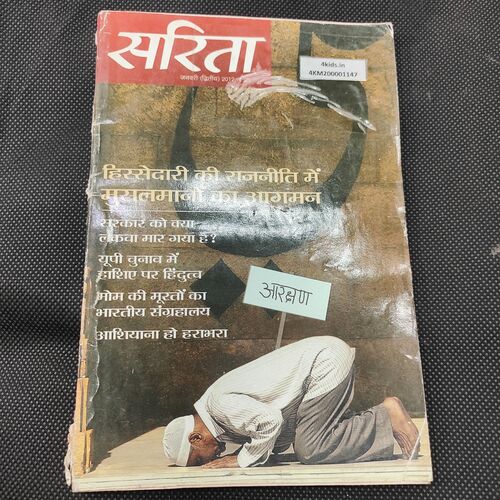 सरिता
जनवरी (द्वितीय) 2012
4kids.in
4KM200001147
हिस्सेदारी की राजनीति में
मुसलमानों का आगमन
सरकार को क्या
लकवा मार गया है?
यूपी चुनाव में
हाशिए पर हिंदुत्व
मोम की मूरतों का
भारतीय संग्रहालय
आशियाना हो हराभरा
आरक्षण